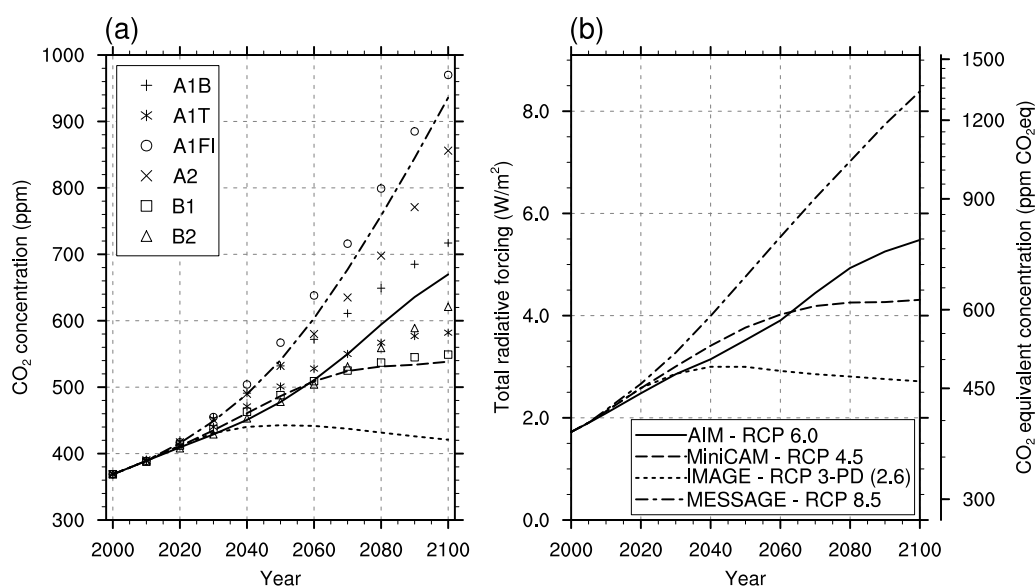 (a)
(b)
1000
900
800
700
600
500
400
300
CO₂ concentration (ppm)
A1B
A1T
A1FI
A2
B1
B2
2000 2020 2040 2060 2080 2100
Year
8.0
6.0
4.0
2.0
0.0
Total radiative forcing (W/m²)
AIM - RCP 6.0
MiniCAM - RCP 4.5
IMAGE - RCP 3-PD (2.6)
MESSAGE - RCP 8.5
2000 2020 2040 2060 2080 2100
Year
1500
1200
900
600
450
300
CO₂ equivalent concentration (ppm CO₂eq)